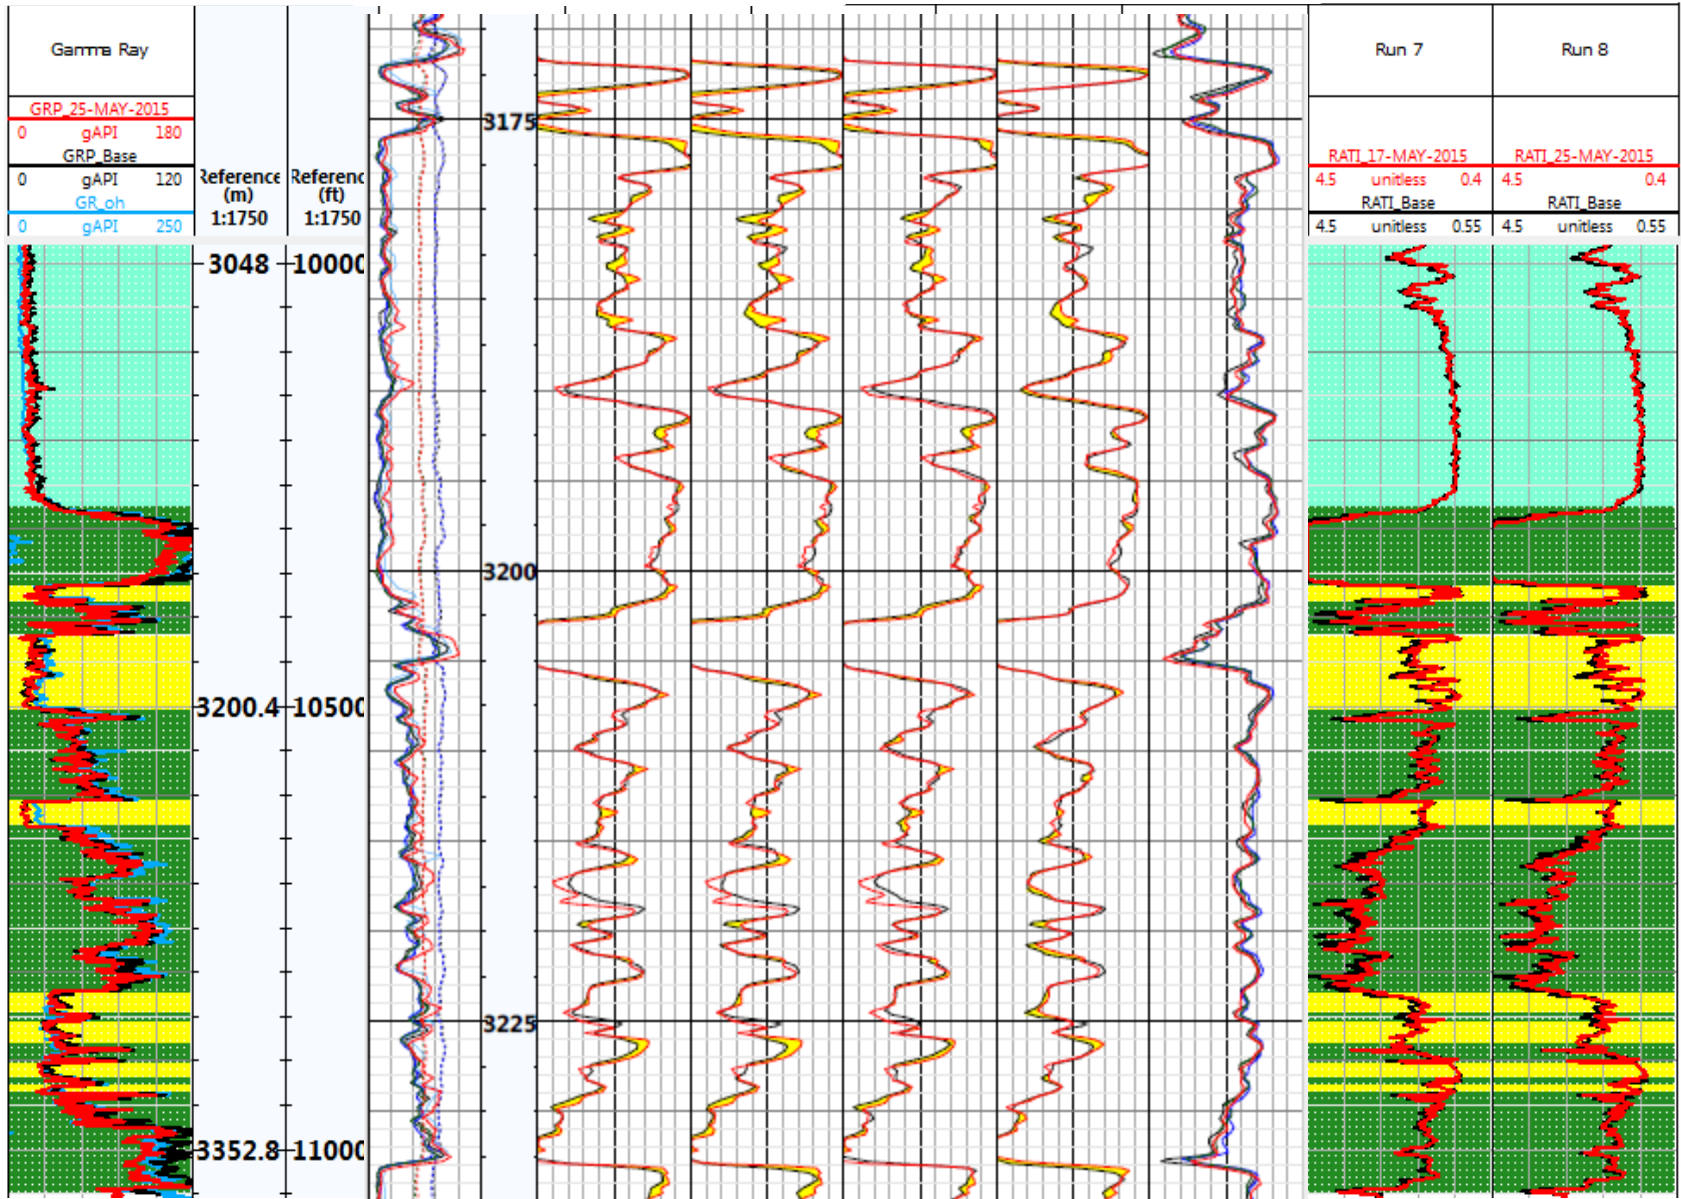 Gamma Ray
GRP_25-MAY-2015
0 gAPI 180
GRP_Base
0 gAPI 120
GR_oh
0 gAPI 250
Reference
(m)
1:1750
Referenc
(ft)
1:1750
3048
10000
3200.4
10500
3352.8
11000
3175
3200
3225
Run 7
RATI_17-MAY-2015
4.5 unitless 0.4
RATI_Base
4.5 unitless 0.55
Run 8
RATI_25-MAY-2015
4.5 0.4
RATI_Base
4.5 unitless 0.55